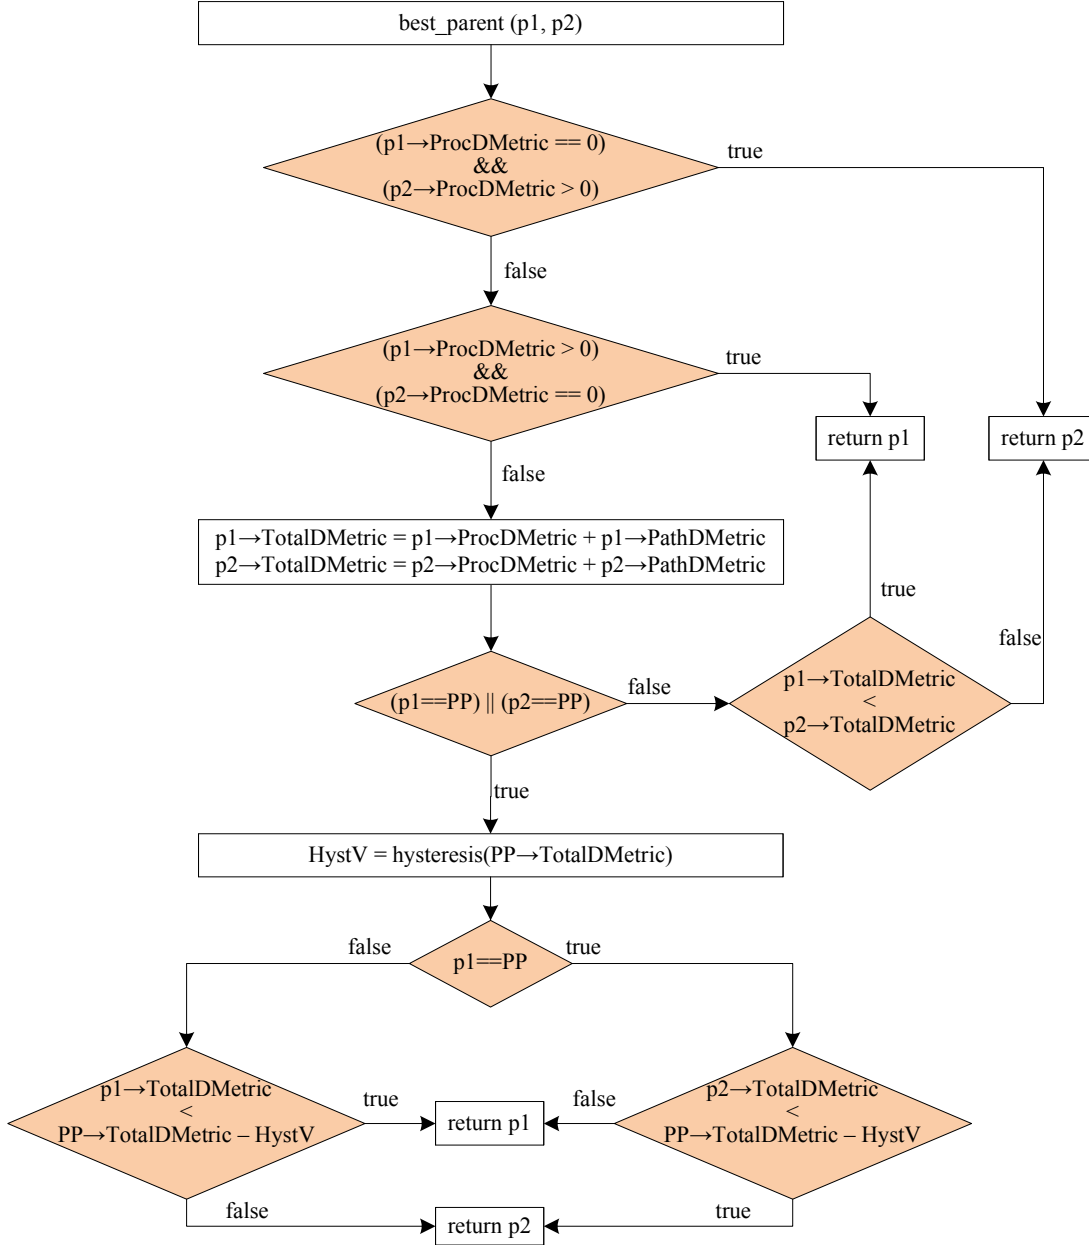 best_parent (p1, p2)
(p1→ProcDMetric == 0)
&&
(p2→ProcDMetric > 0)
true
false
(p1→ProcDMetric > 0)
&&
(p2→ProcDMetric == 0)
true
return p1
return p2
false
p1→TotalDMetric = p1→ProcDMetric + p1→PathDMetric
p2→TotalDMetric = p2→ProcDMetric + p2→PathDMetric
true
false
(p1==PP) || (p2==PP)
false
p1→TotalDMetric
<
p2→TotalDMetric
true
HystV = hysteresis(PP→TotalDMetric)
false
true
p1==PP
p1→TotalDMetric
<
PP→TotalDMetric – HystV
true
return p1
false
p2→TotalDMetric
<
PP→TotalDMetric – HystV
false
return p2
true